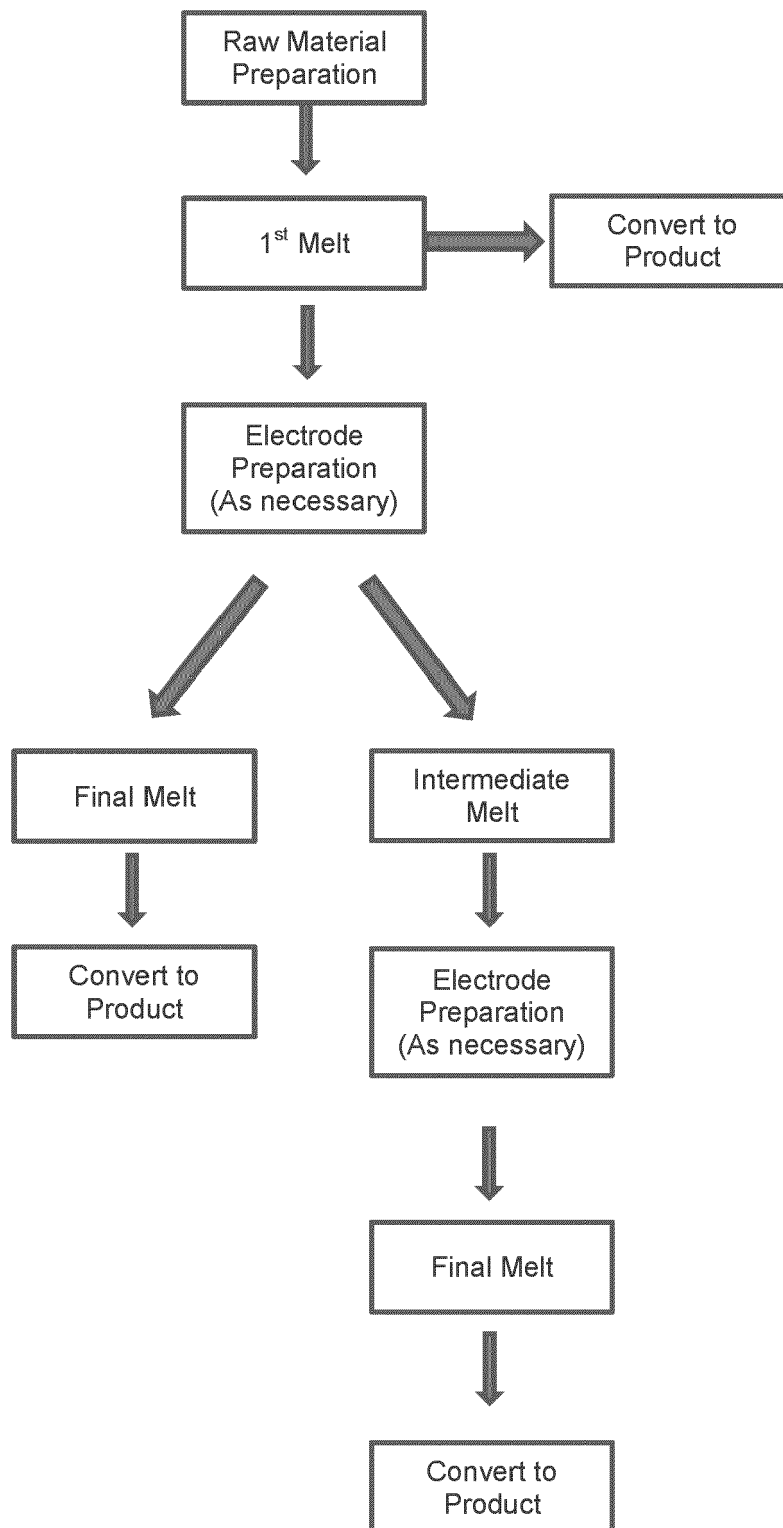 Raw Material
Preparation
1st Melt
Convert to
Product
Electrode
Preparation
(As necessary)
Final Melt
Intermediate
Melt
Convert to
Product
Electrode
Preparation
(As necessary)
Final Melt
Convert to
Product